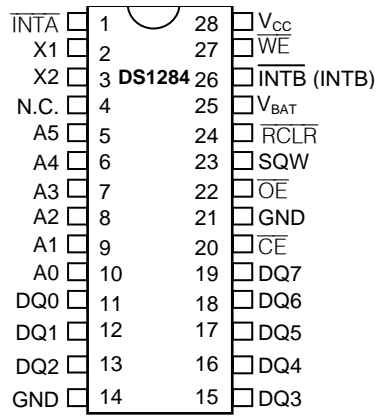 INTA 1 28 VCC
X1 2 27 WE
X2 3 DS1284 26 INTB (INTB)
N.C. 4 25 VBAT
A5 5 24 RCLR
A4 6 23 SQW
A3 7 22 OE
A2 8 21 GND
A1 9 20 CE
A0 10 19 DQ7
DQ0 11 18 DQ6
DQ1 12 17 DQ5
DQ2 13 16 DQ4
GND 14 15 DQ3